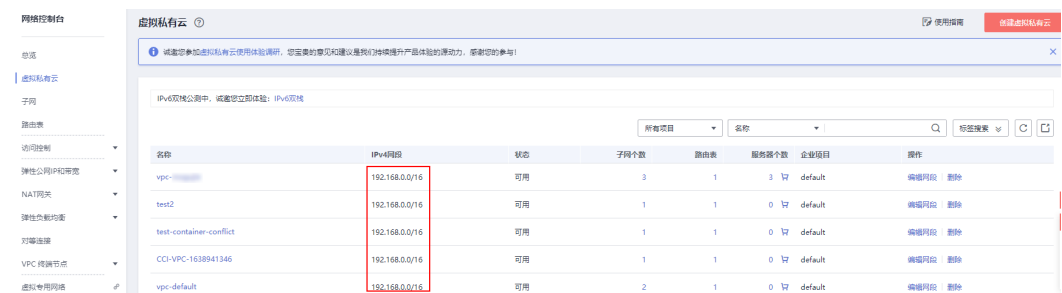 网络控制台
总览
虚拟私有云
子网
路由表
访问控制
弹性公网IP和带宽
NAT网关
弹性负载均衡
对等连接
VPC 终端节点
虚拟专用网络
虚拟私有云
使用指南
创建虚拟私有云
诚邀您参加虚拟私有云使用体验调研，您宝贵的意见和建议是我们持续提升产品体验的源动力，感谢您的参与！
IPv6双栈公测中，诚邀您立即体验：IPv6双栈
所有项目 名称 标签搜索
名称 IPv4网段 状态 子网个数 路由表 服务器个数 企业项目 操作
vpc- 192.168.0.0/16 可用 3 1 3 default 编辑网段 删除
test2 192.168.0.0/16 可用 1 1 0 default 编辑网段 删除
test-container-conflict 192.168.0.0/16 可用 1 1 0 default 编辑网段 删除
CCI-VPC-1638941346 192.168.0.0/16 可用 1 1 0 default 编辑网段 删除
vpc-default 192.168.0.0/16 可用 2 1 0 default 编辑网段 删除